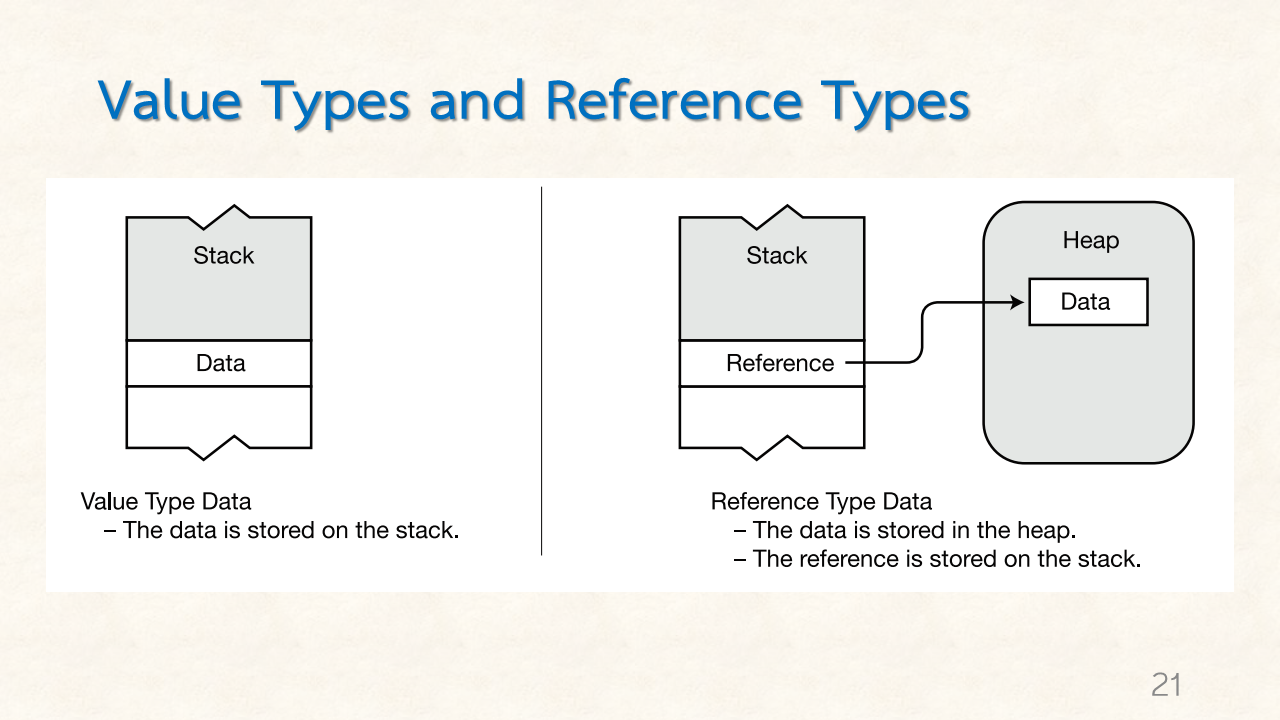 Value Types and Reference Types
Stack
Data
Value Type Data
– The data is stored on the stack.
Stack
Reference
Heap
Data
Reference Type Data
– The data is stored in the heap.
– The reference is stored on the stack.
21